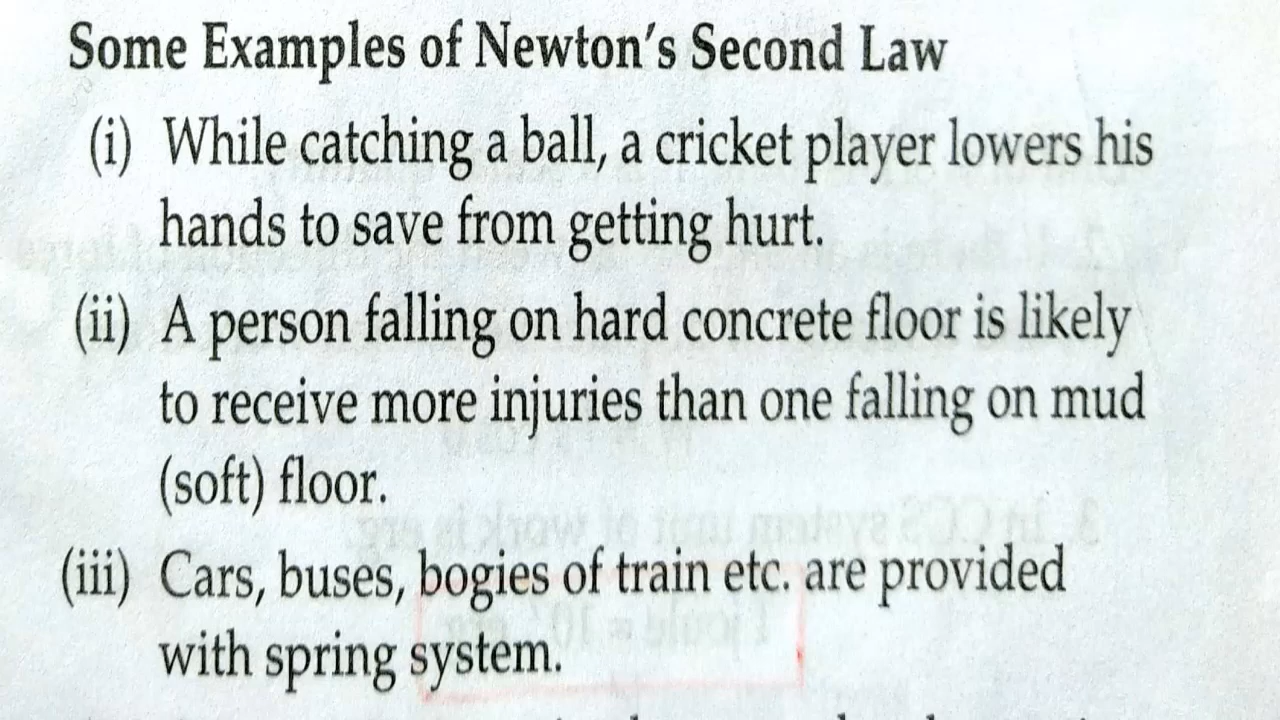 Some Examples of Newton's Second Law
(i) While catching a ball, a cricket player lowers his
hands to save from getting hurt.
(ii) A person falling on hard concrete floor is likely
to receive more injuries than one falling on mud
(soft) floor.
(iii) Cars, buses, bogies of train etc. are provided
with spring system.